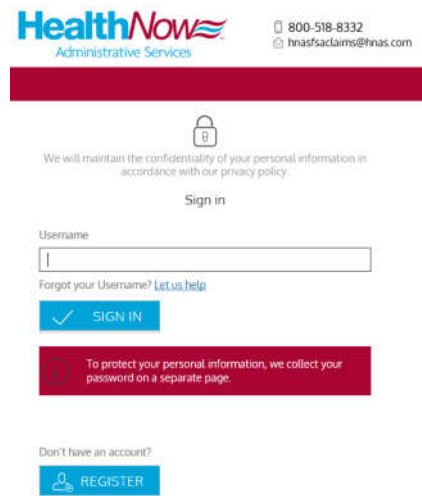 HealthNow
800-518-8332
Administrative Services
hnasfsaclaims@hnas.com
We will maintain the confidentiality of your personal information in
accordance with our privacy policy.
Sign in
Username
Forgot your Username? Let us help
SIGN IN
To protect your personal information, we collect your
password on a separate page.
Don't have an account?
REGISTER